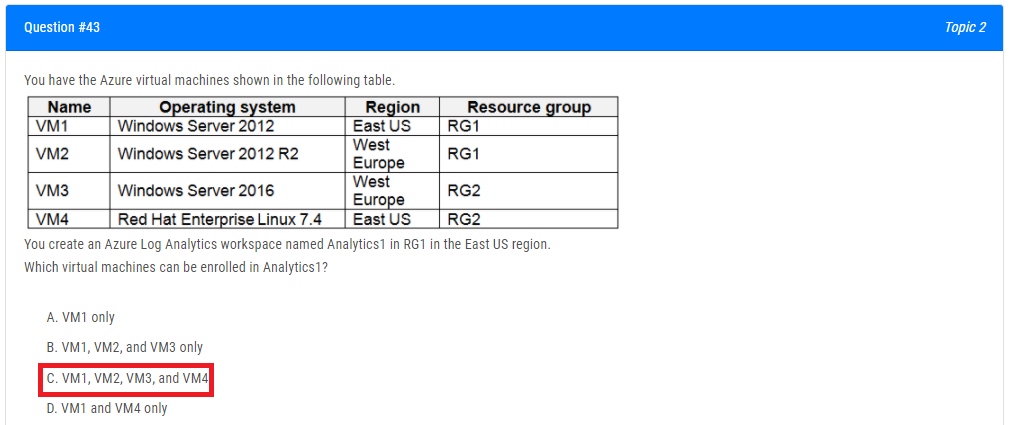 Question #43 Topic 2
You have the Azure virtual machines shown in the following table.
Name Operating system Region Resource group
VM1 Windows Server 2012 East US RG1
VM2 Windows Server 2012 R2 West Europe RG1
VM3 Windows Server 2016 West Europe RG2
VM4 Red Hat Enterprise Linux 7.4 East US RG2
You create an Azure Log Analytics workspace named Analytics1 in RG1 in the East US region.
Which virtual machines can be enrolled in Analytics1?
A. VM1 only
B. VM1, VM2, and VM3 only
C. VM1, VM2, VM3, and VM4
D. VM1 and VM4 only